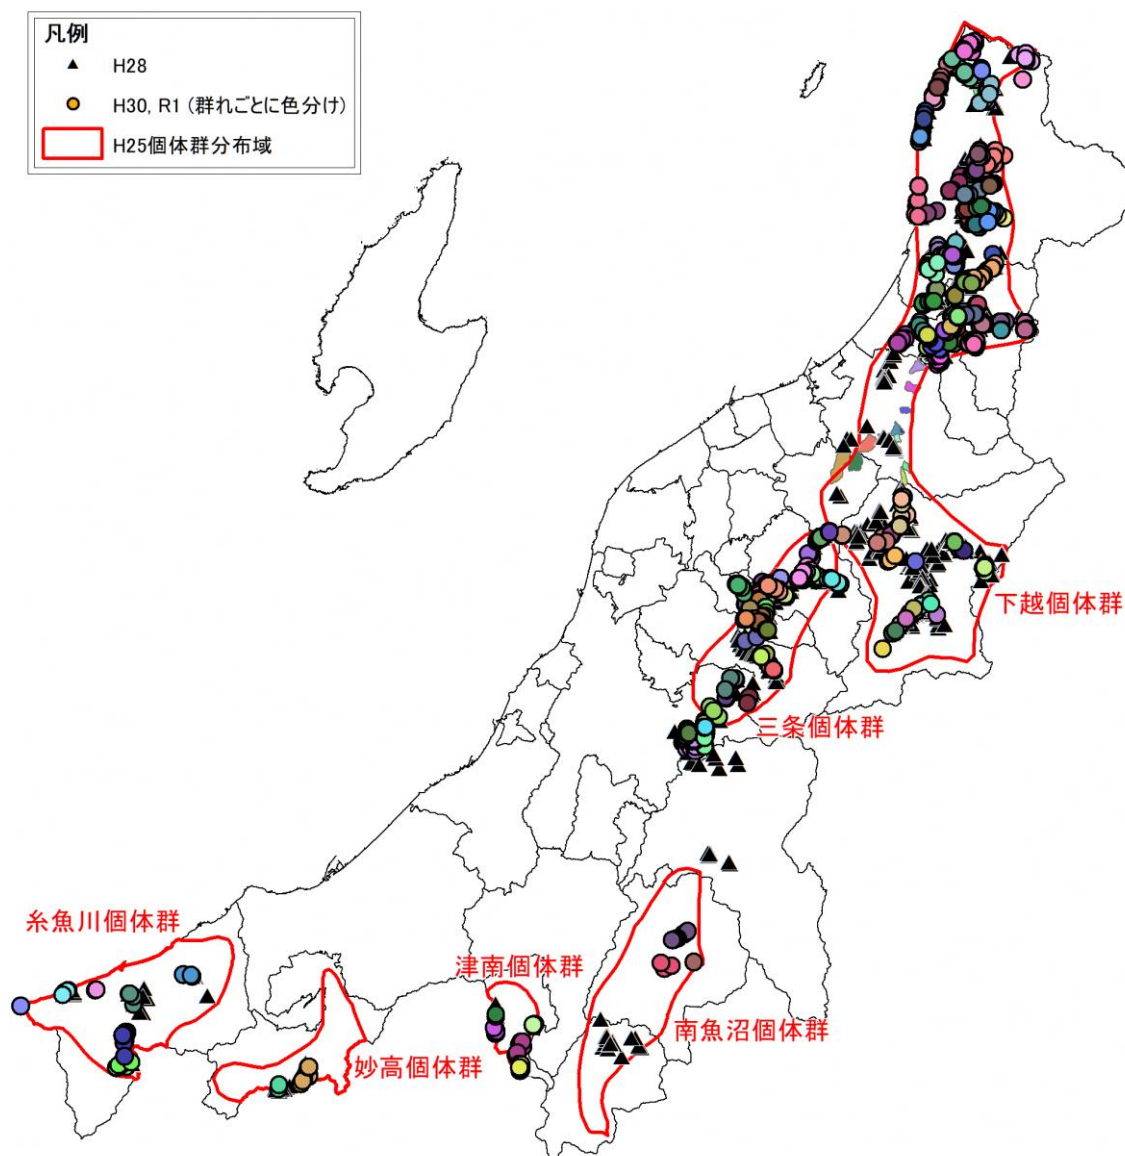 凡例
H28
H30, R1 (群れごとに色分け)
H25個体群分布域
下越個体群
三条個体群
糸魚川個体群
津南個体群
南魚沼個体群
妙高個体群